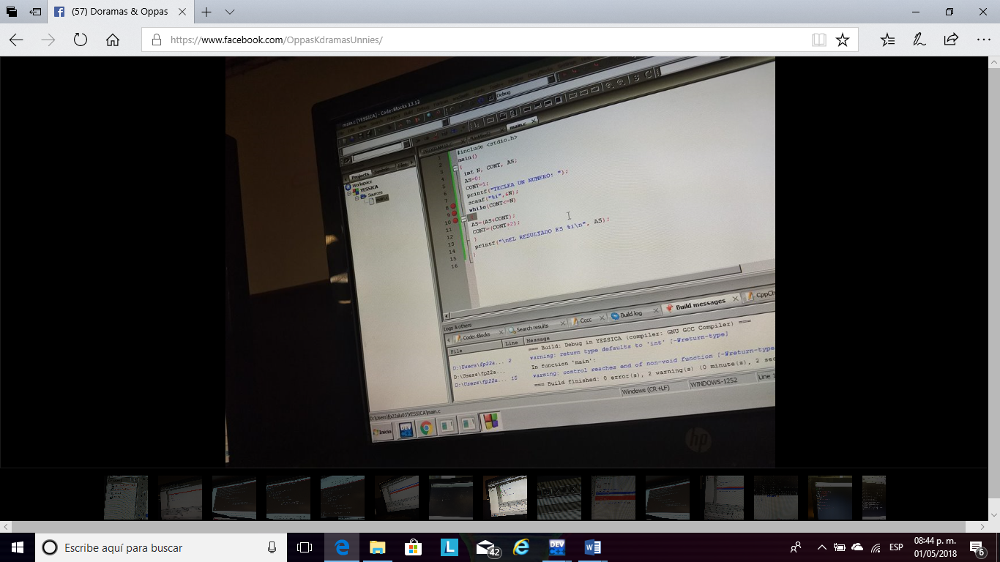 (57) Doramas & Oppas
https://www.facebook.com/OppasKdramasUnnies/
main.c [YESSICA] - Code::Blocks 13.12
Debug
main.c
Projects
Workspace
YESSICA
Sources
main.c
1 #include <stdio.h>
2 main()
3 {
4 int N, CONT, AS;
5 AS=0;
6 CONT=1;
7 printf("TECLEA UN NUMERO: ");
8 scanf("%i",&N);
9 while(CONT<=N)
10 {
11 AS=(AS+CONT);
12 CONT=(CONT+2);
13 }
14 printf("\nEL RESULTADO ES %i\n", AS);
15 }
16
Logs & others
Code::Blocks
Search results
Cccc
Build log
Build messages
CppCh
File Line Message
=== Build: Debug in YESSICA (compiler: GNU GCC Compiler) ===
D:\Users\fp22a... 2 warning: return type defaults to 'int' [-Wreturn-type]
D:\Users\fp22a... In function 'main':
D:\Users\fp22a... 15 warning: control reaches end of non-void function [-Wreturn-type
=== Build finished: 0 error(s), 2 warning(s) (0 minute(s), 2 sec
Windows (CR+LF)
WINDOWS-1252
Line 1
D:\Users\fp22alu03\YESSICA\main.c
Inicio
DEV
hp
Escribe aquí para buscar
L
42
DEV
ESP
08:44 p. m.
01/05/2018
6